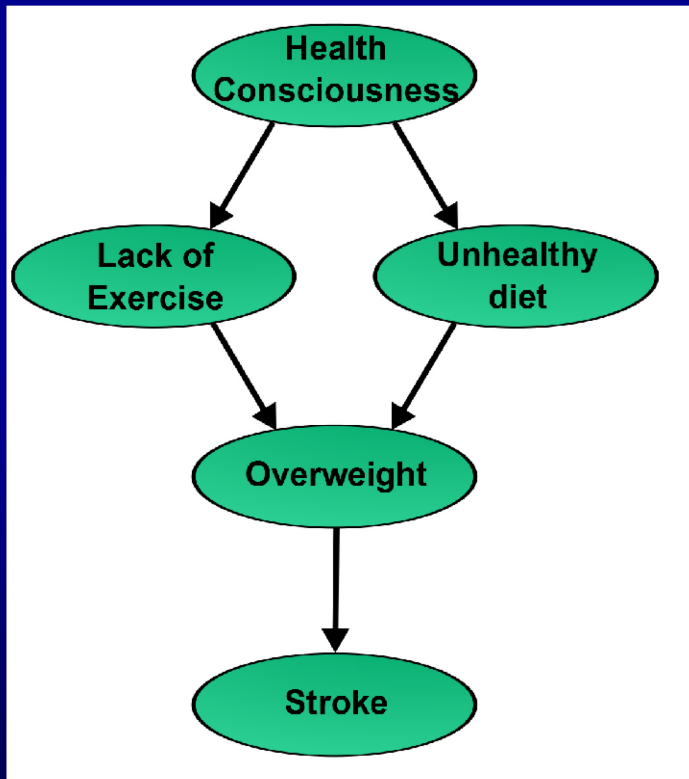 Health
Consciousness
Lack of
Exercise
Unhealthy
diet
Overweight
Stroke